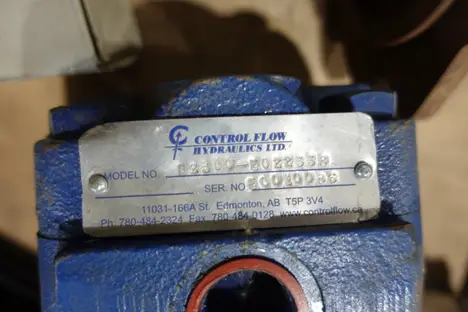 CONTROL FLOW
HYDRAULICS LTD.
MODEL NO.
SER. NO.
11031-166A St. Edmonton, AB T5P 3V4
Ph. 780-484-2324 Fax 780-484-0128 www.controlflow.ca